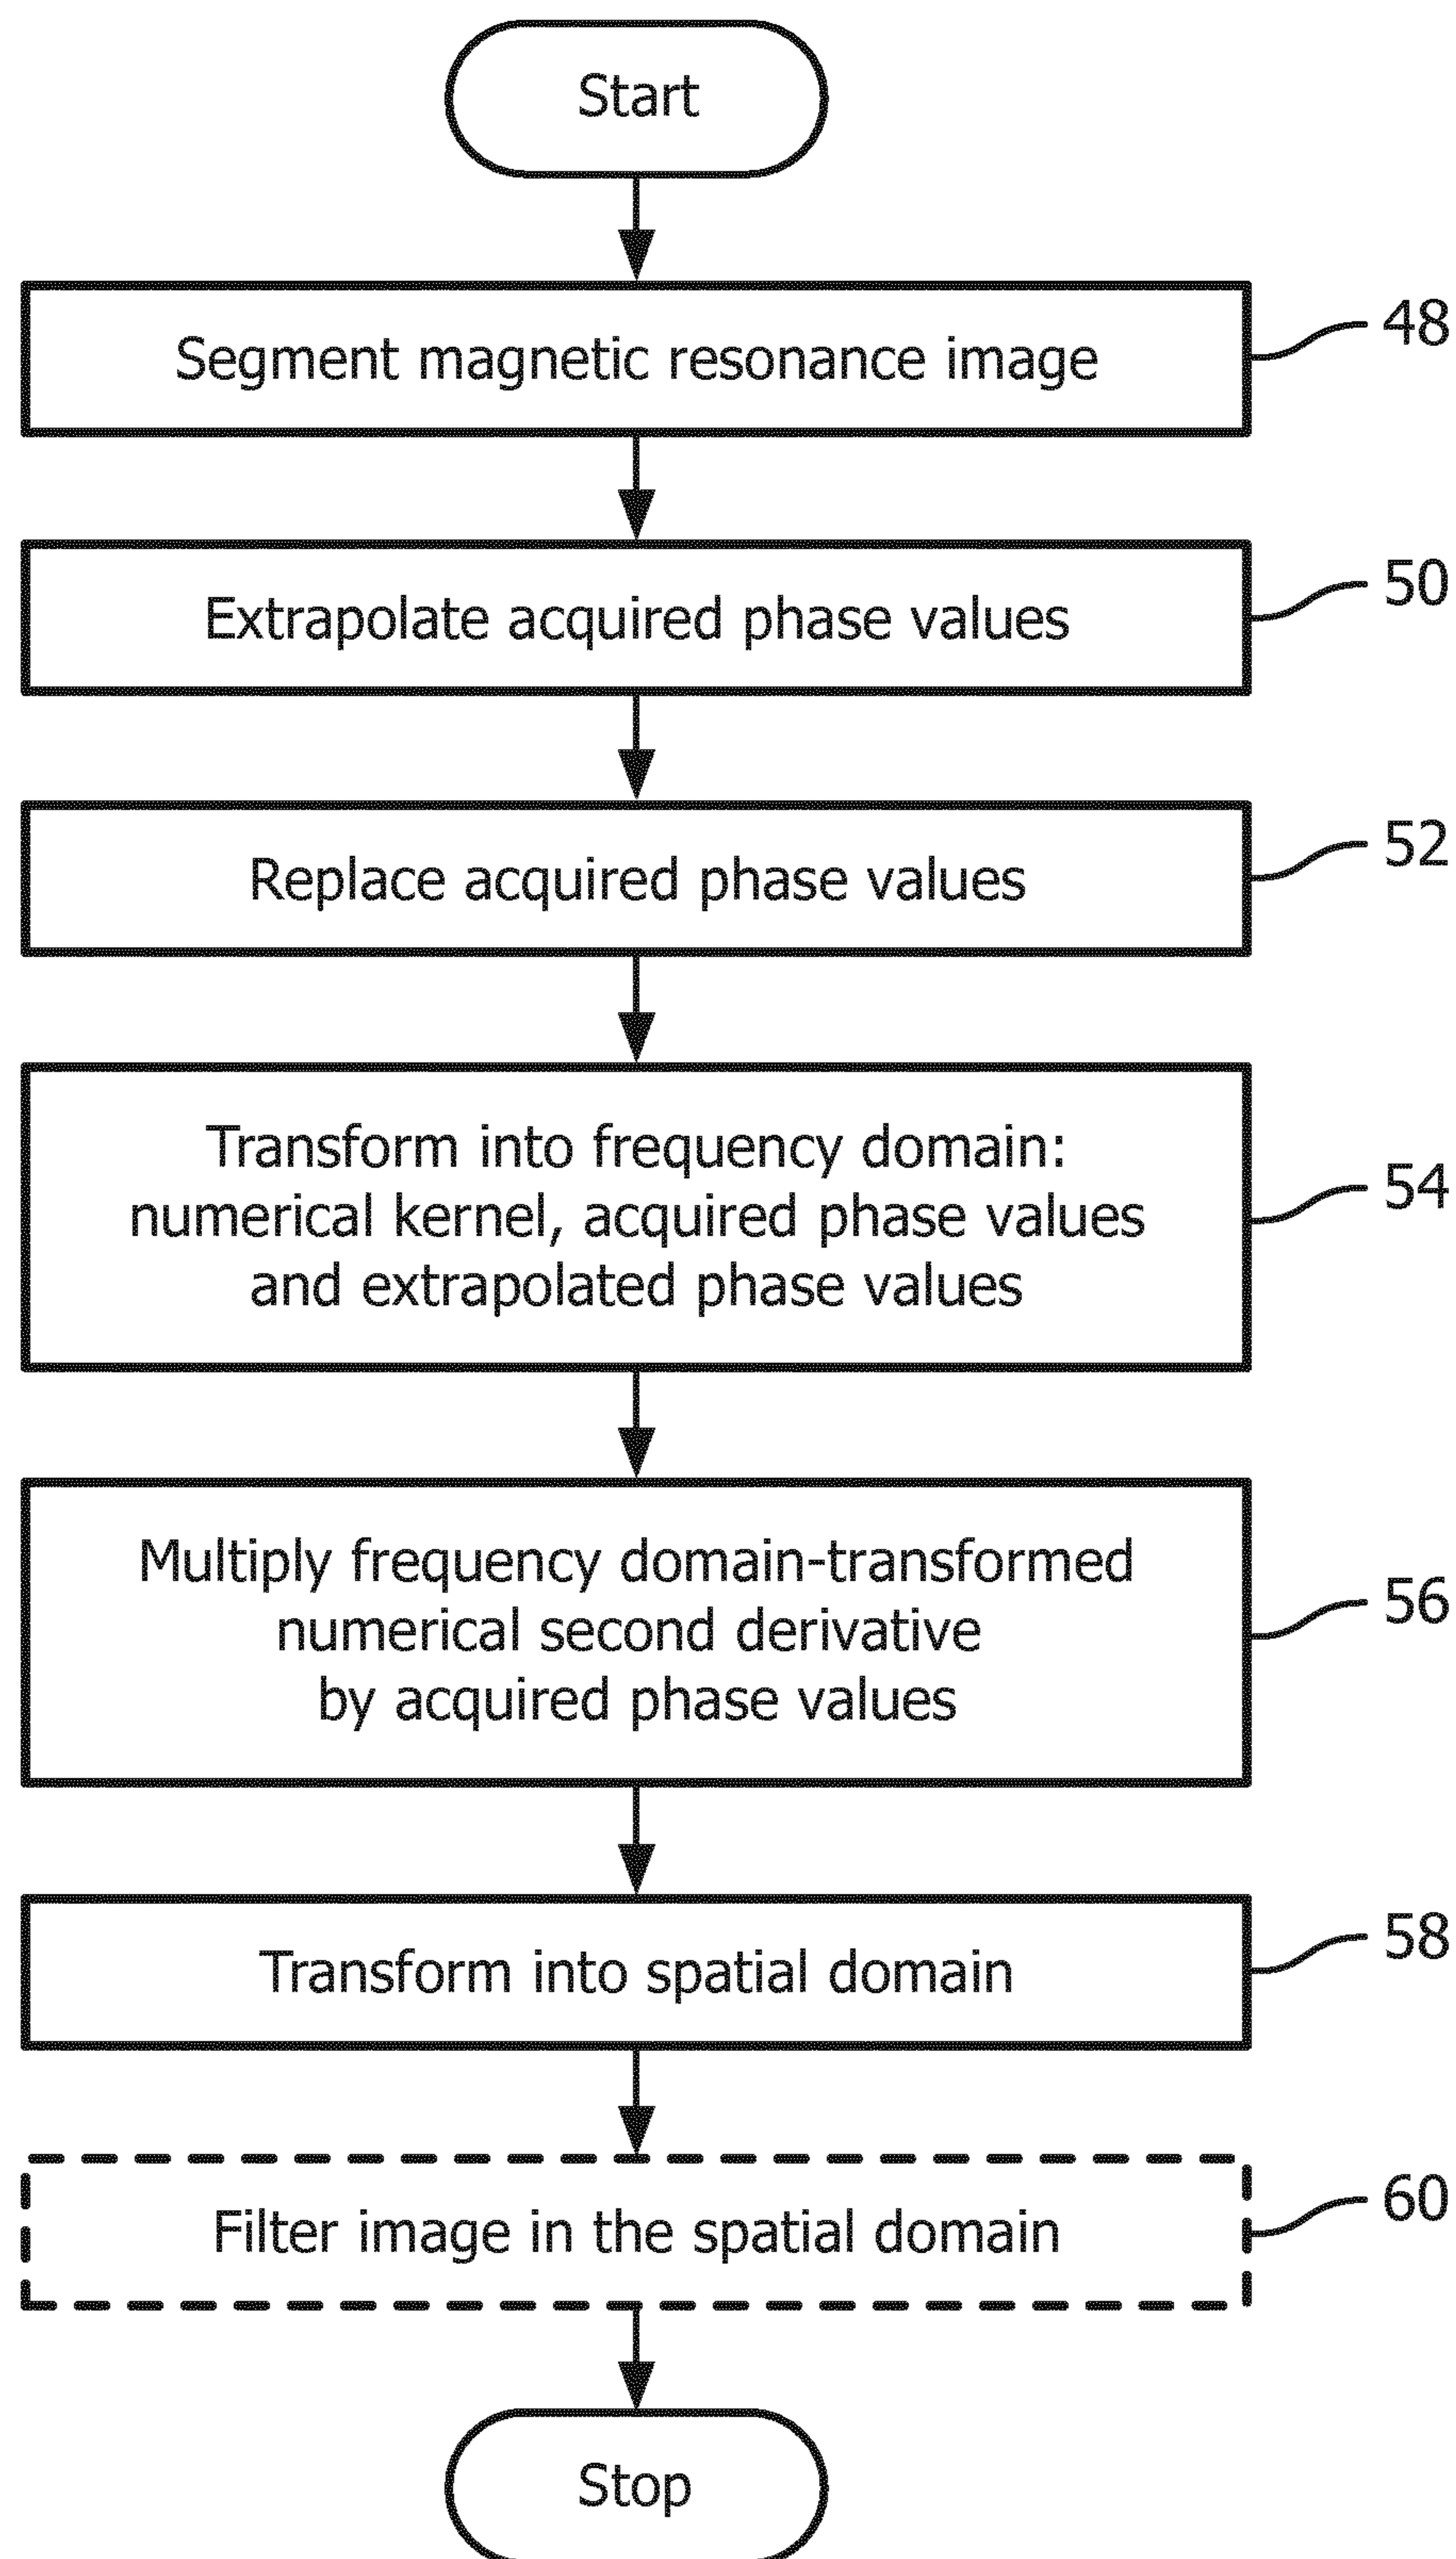 Start
Segment magnetic resonance image
48
Extrapolate acquired phase values
50
Replace acquired phase values
52
Transform into frequency domain:
numerical kernel, acquired phase values
and extrapolated phase values
54
Multiply frequency domain-transformed
numerical second derivative
by acquired phase values
56
Transform into spatial domain
58
Filter image in the spatial domain
60
Stop